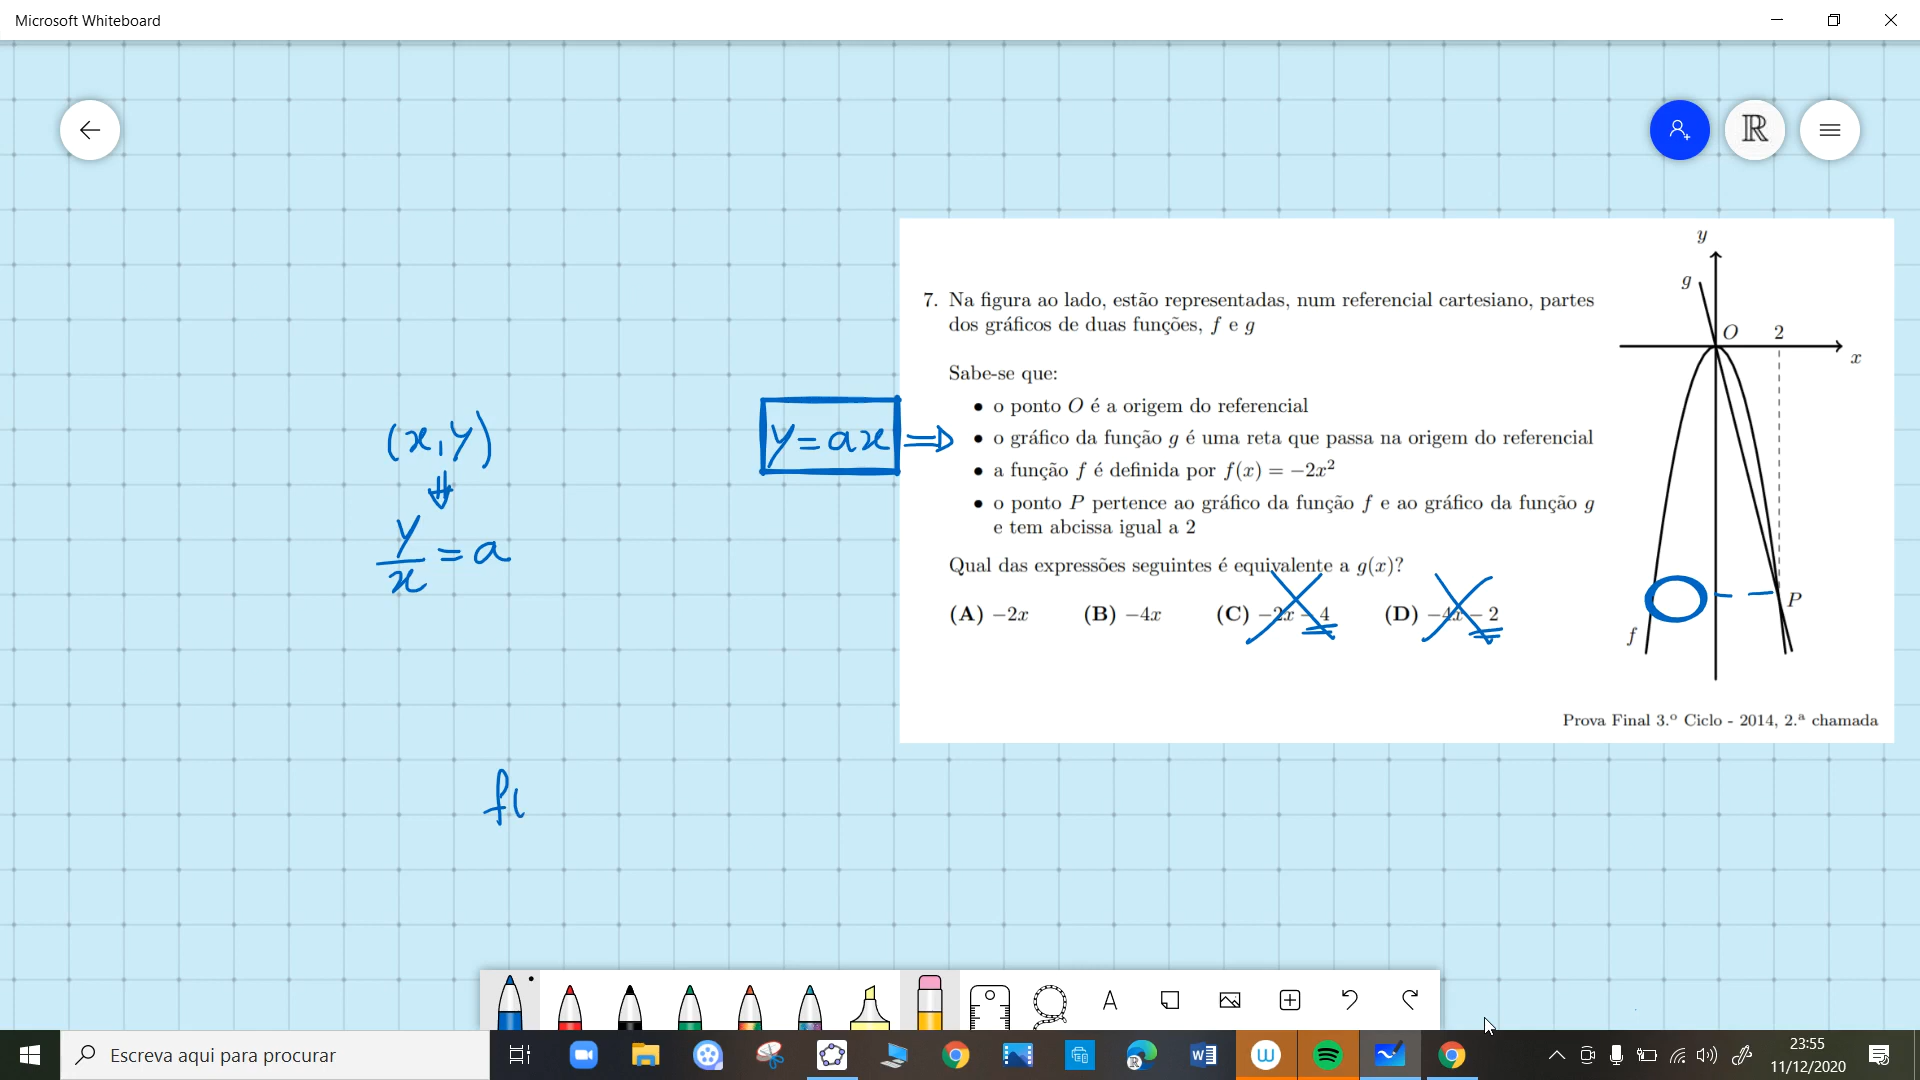 Microsoft Whiteboard
ℝ
y
g
7. Na figura ao lado, estão representadas, num referencial cartesiano, partes
dos gráficos de duas funções, f e g
O 2
x
Sabe-se que:
• o ponto O é a origem do referencial
(x,y)
y=ax ⇒
• o gráfico da função g é uma reta que passa na origem do referencial
• a função f é definida por f(x) = −2x²
• o ponto P pertence ao gráfico da função f e ao gráfico da função g
e tem abcissa igual a 2
y/x = a
Qual das expressões seguintes é equivalente a g(x)?
(A) −2x (B) −4x (C) −2x − 4 (D) −4x − 2
P
f
Prova Final 3.º Ciclo - 2014, 2.ª chamada
f(
Escreva aqui para procurar
23:55
11/12/2020